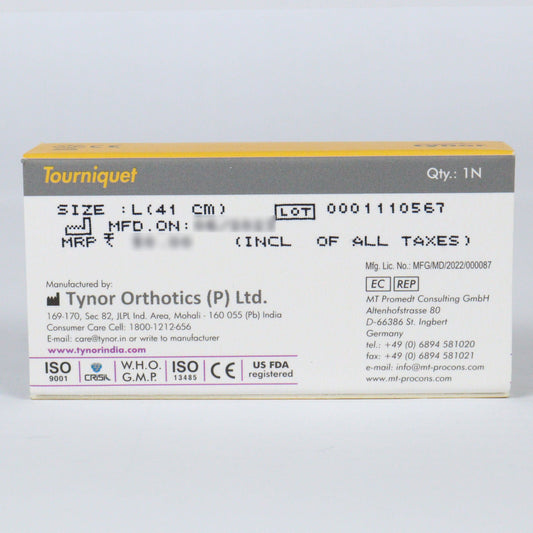 Tourniquet
Qty.: 1N
SIZE :L(41 CM)
LOT 0001110567
MFD.ON:
MRP ₹ (INCL OF ALL TAXES)
Mfg. Lic. No.: MFG/MD/2022/000087
Manufactured by:
Tynor Orthotics (P) Ltd.
169-170, Sec 82, JLPL Ind. Area, Mohali - 160 055 (Pb) India
Consumer Care Cell: 1800-1212-656
E-mail: care@tynor.in or write to manufacturer
www.tynorindia.com
EC REP
MT Promedt Consulting GmbH
Altenhofstrasse 80
D-66386 St. Ingbert
Germany
tel.: +49 (0) 6894 581020
fax: +49 (0) 6894 581021
e-mail: info@mt-procons.com
www.mt-procons.com
ISO 9001
CRISIL
W.H.O. G.M.P.
ISO 13485
CE
US FDA registered